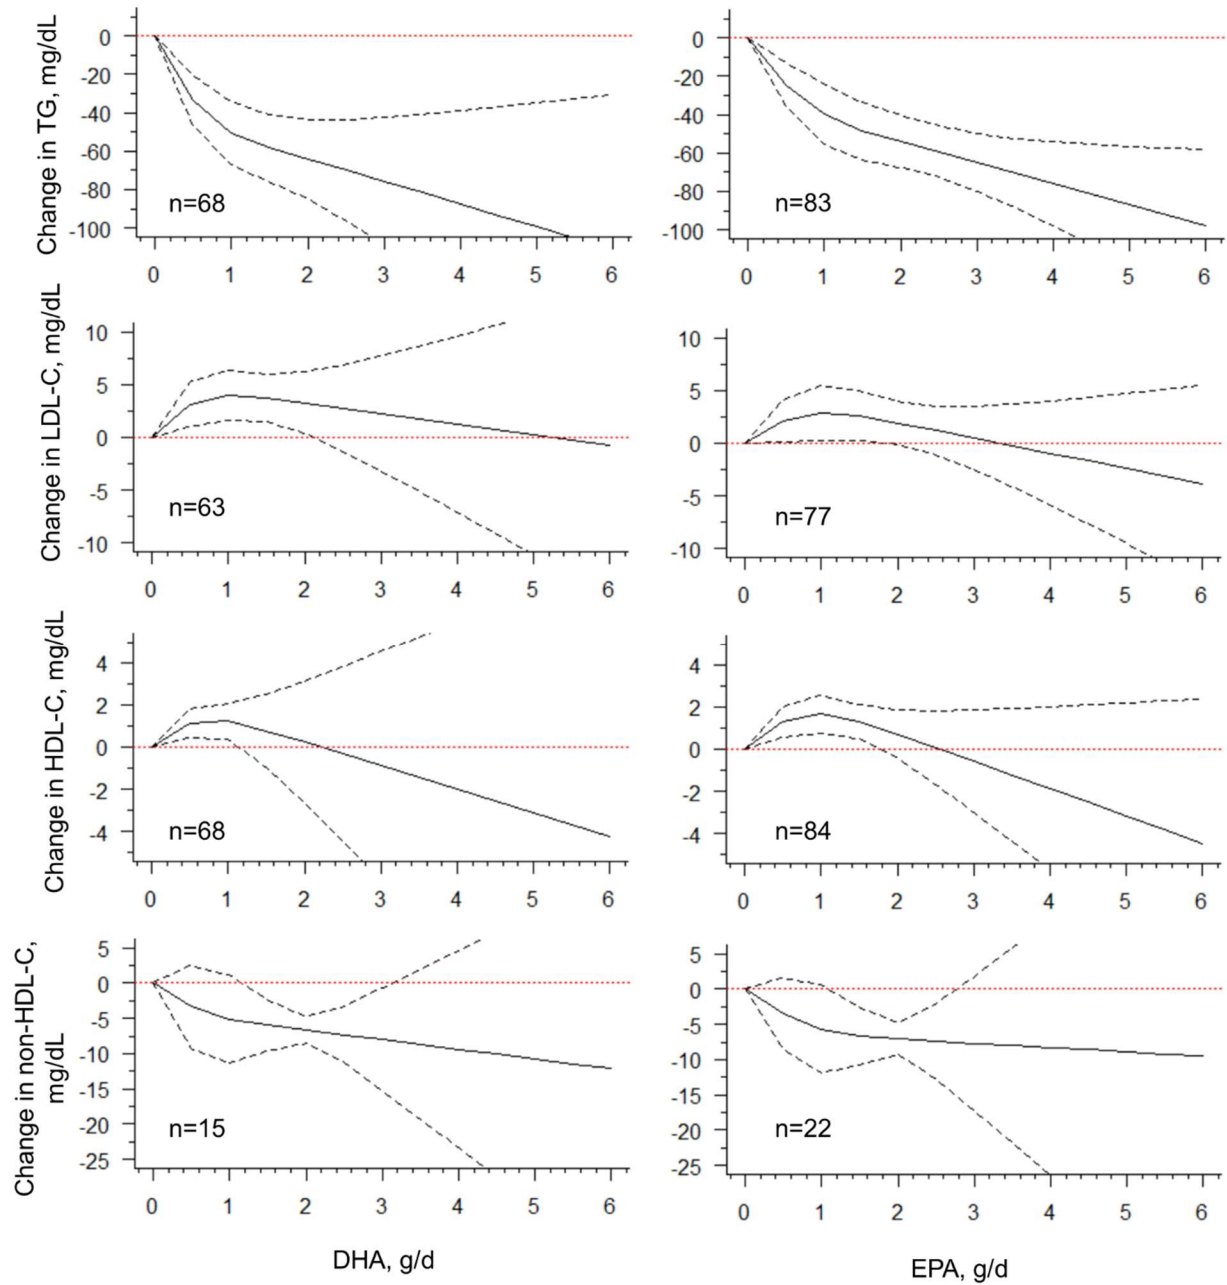 Change in TG, mg/dL
0
-20
-40
-60
-80
-100
n=68
0 1 2 3 4 5 6
0
-20
-40
-60
-80
-100
n=83
0 1 2 3 4 5 6
Change in LDL-C, mg/dL
10
5
0
-5
-10
n=63
0 1 2 3 4 5 6
10
5
0
-5
-10
n=77
0 1 2 3 4 5 6
Change in HDL-C, mg/dL
4
2
0
-2
-4
n=68
0 1 2 3 4 5 6
4
2
0
-2
-4
n=84
0 1 2 3 4 5 6
Change in non-HDL-C,
mg/dL
5
0
-5
-10
-15
-20
-25
n=15
0 1 2 3 4 5 6
DHA, g/d
5
0
-5
-10
-15
-20
-25
n=22
0 1 2 3 4 5 6
EPA, g/d